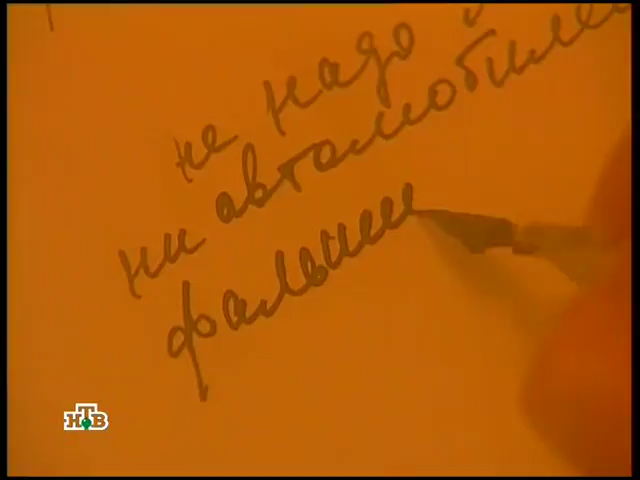 не надо
ни автомобилей
фальши
НТВ